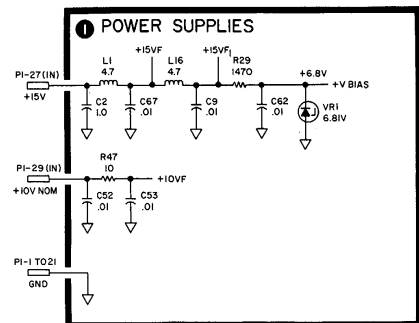 1 POWER SUPPLIES
+15VF
+15VF1
P1-27(IN)
L1
4.7
L16
4.7
R29
1470
+6.8V
+V BIAS
+15V
C2
1.0
C67
.01
C9
.01
C62
.01
VR1
6.81V
P1-29(IN)
R47
10
+10VF
+10V NOM
C52
.01
C53
.01
P1-1 TO 21
GND